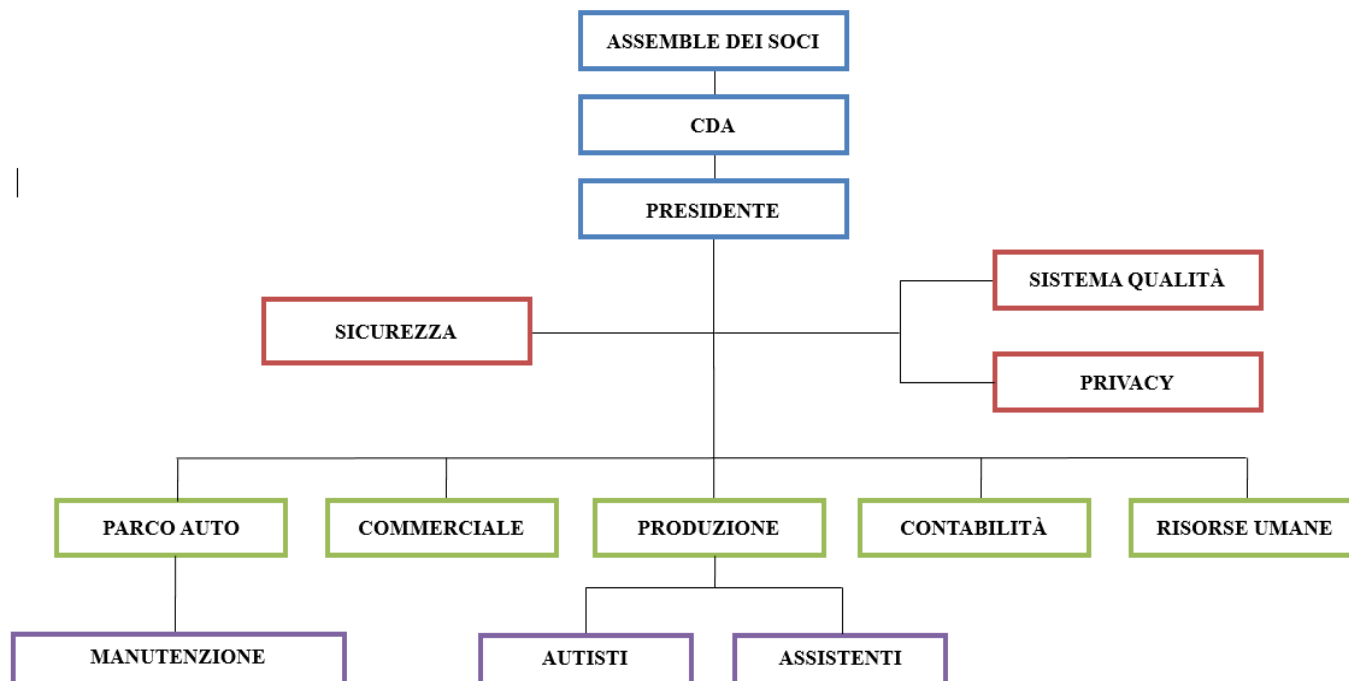 ASSEMBLE DEI SOCI
CDA
PRESIDENTE
SISTEMA QUALITÀ
SICUREZZA
PRIVACY
PARCO AUTO
COMMERCIALE
PRODUZIONE
CONTABILITÀ
RISORSE UMANE
MANUTENZIONE
AUTISTI
ASSISTENTI